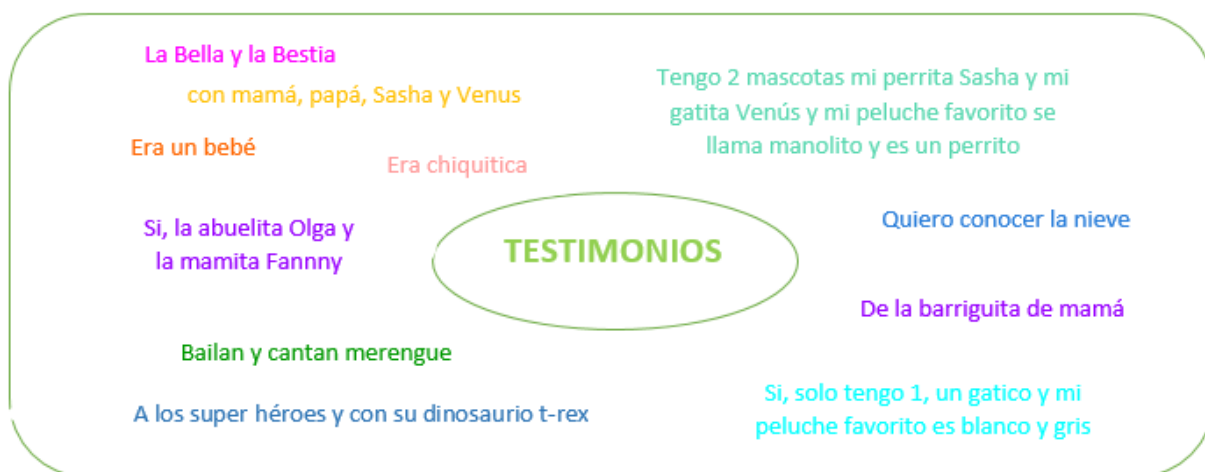 La Bella y la Bestia
con mamá, papá, Sasha y Venus
Era un bebé
Era chiquitica
Si, la abuelita Olga y
la mamita Fannny
Bailan y cantan merengue
A los super héroes y con su dinosaurio t-rex
TESTIMONIOS
Tengo 2 mascotas mi perrita Sasha y mi
gatita Venús y mi peluche favorito se
llama manolito y es un perrito
Quiero conocer la nieve
De la barriguita de mamá
Si, solo tengo 1, un gatico y mi
peluche favorito es blanco y gris